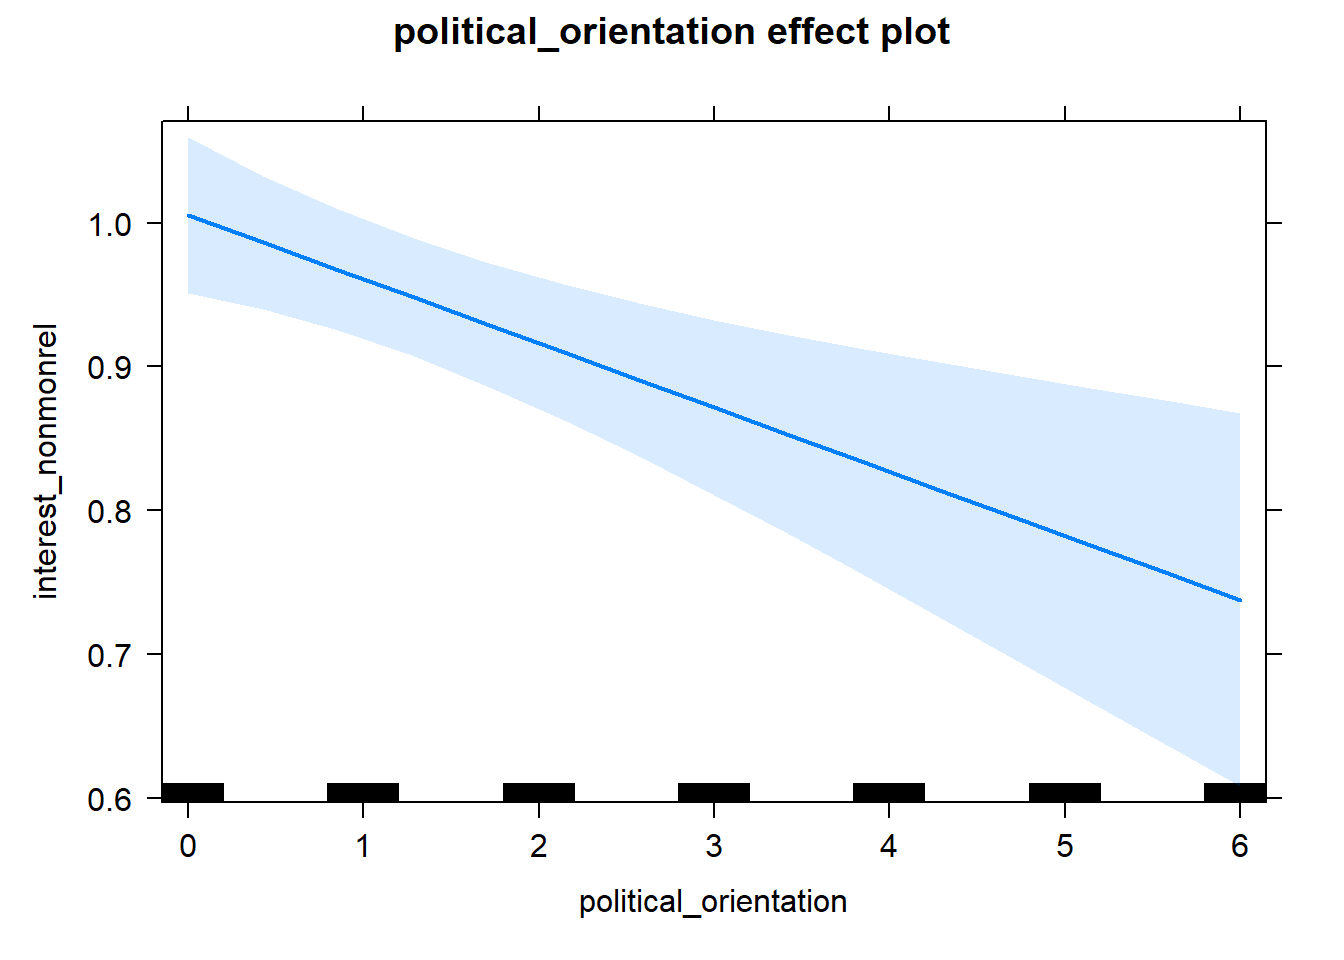 political_orientation effect plot
1.0
0.9
0.8
0.7
0.6
interest_nonmonrel
0 1 2 3 4 5 6
political_orientation